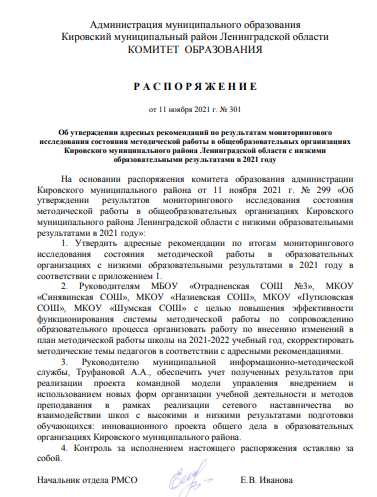 Администрация муниципального образования
Кировский муниципальный район Ленинградской области
КОМИТЕТ ОБРАЗОВАНИЯ
Р А С П О Р Я Ж Е Н И Е
от 11 ноября 2021 г. № 301
Об утверждении адресных рекомендаций по результатам мониторингового
исследования состояния методической работы в общеобразовательных организациях
Кировского муниципального района Ленинградской области с низкими
образовательными результатами в 2021 году
На основании распоряжения комитета образования администрации
Кировского муниципального района от 11 ноября 2021 г. № 299 «Об
утверждении результатов мониторингового исследования состояния
методической работы в общеобразовательных организациях Кировского
муниципального района Ленинградской области с низкими образовательными
результатами в 2021 году»:
1. Утвердить адресные рекомендации по итогам мониторингового
исследования состояния методической работы в образовательных
организациях с низкими образовательными результатами в 2021 году в
соответствии с приложением 1.
2. Руководителям МБОУ «Отрадненская СОШ №3», МКОУ
«Синявинская СОШ», МКОУ «Назиевская СОШ», МКОУ «Путиловская
СОШ», МКОУ «Шумская СОШ» с целью повышения эффективности
функционирования системы методической работы по сопровождению
образовательного процесса организовать работу по внесению изменений в
план методической работы школы на 2021-2022 учебный год, скорректировать
методические темы педагогов в соответствии с адресными рекомендациями.
3. Руководителю муниципальной информационно-методической
службы, Труфановой А.А., обеспечить учет полученных результатов при
реализации проекта командной модели управления внедрением и
использованием новых форм организации учебной деятельности и методов
преподавания в рамках реализации сетевого наставничества во
взаимодействии школ с высокими и низкими результатами подготовки
обучающихся: инновационного проекта общего дела в образовательных
организациях Кировского муниципального района.
4. Контроль за исполнением настоящего распоряжения оставляю за
собой.
Начальник отдела РМСО Е.В. Иванова